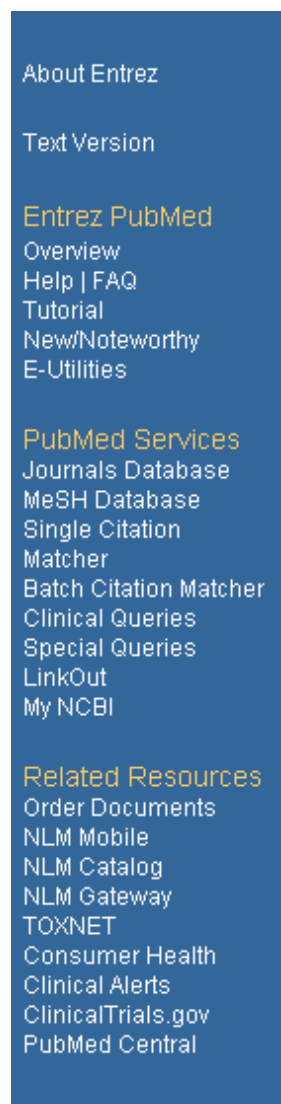 About Entrez
Text Version
Entrez PubMed
Overview
Help | FAQ
Tutorial
New/Noteworthy
E-Utilities
PubMed Services
Journals Database
MeSH Database
Single Citation
Matcher
Batch Citation Matcher
Clinical Queries
Special Queries
LinkOut
My NCBI
Related Resources
Order Documents
NLM Mobile
NLM Catalog
NLM Gateway
TOXNET
Consumer Health
Clinical Alerts
ClinicalTrials.gov
PubMed Central